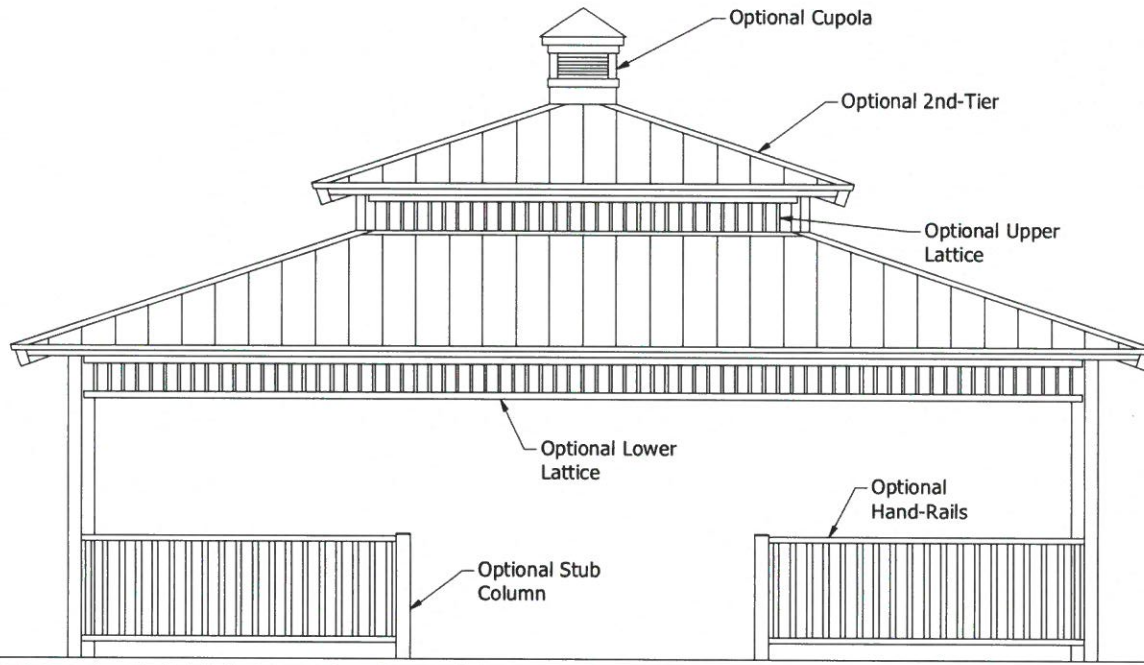 Optional Cupola
Optional 2nd-Tier
Optional Upper
Lattice
Optional Lower
Lattice
Optional
Hand-Rails
Optional Stub
Column